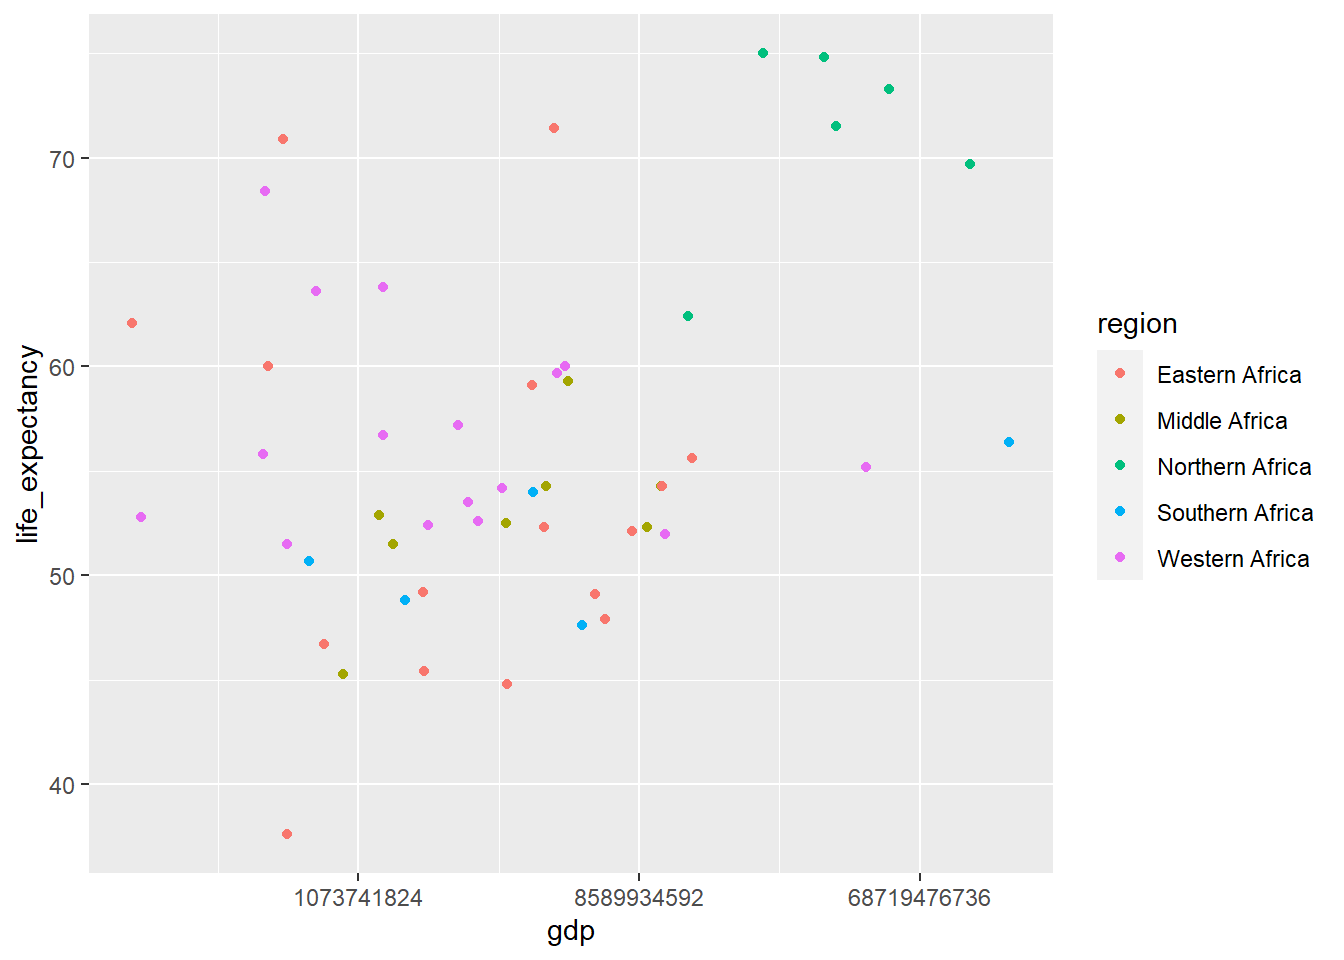 70
60
50
40
life_expectancy
1073741824
8589934592
68719476736
gdp
region
Eastern Africa
Middle Africa
Northern Africa
Southern Africa
Western Africa